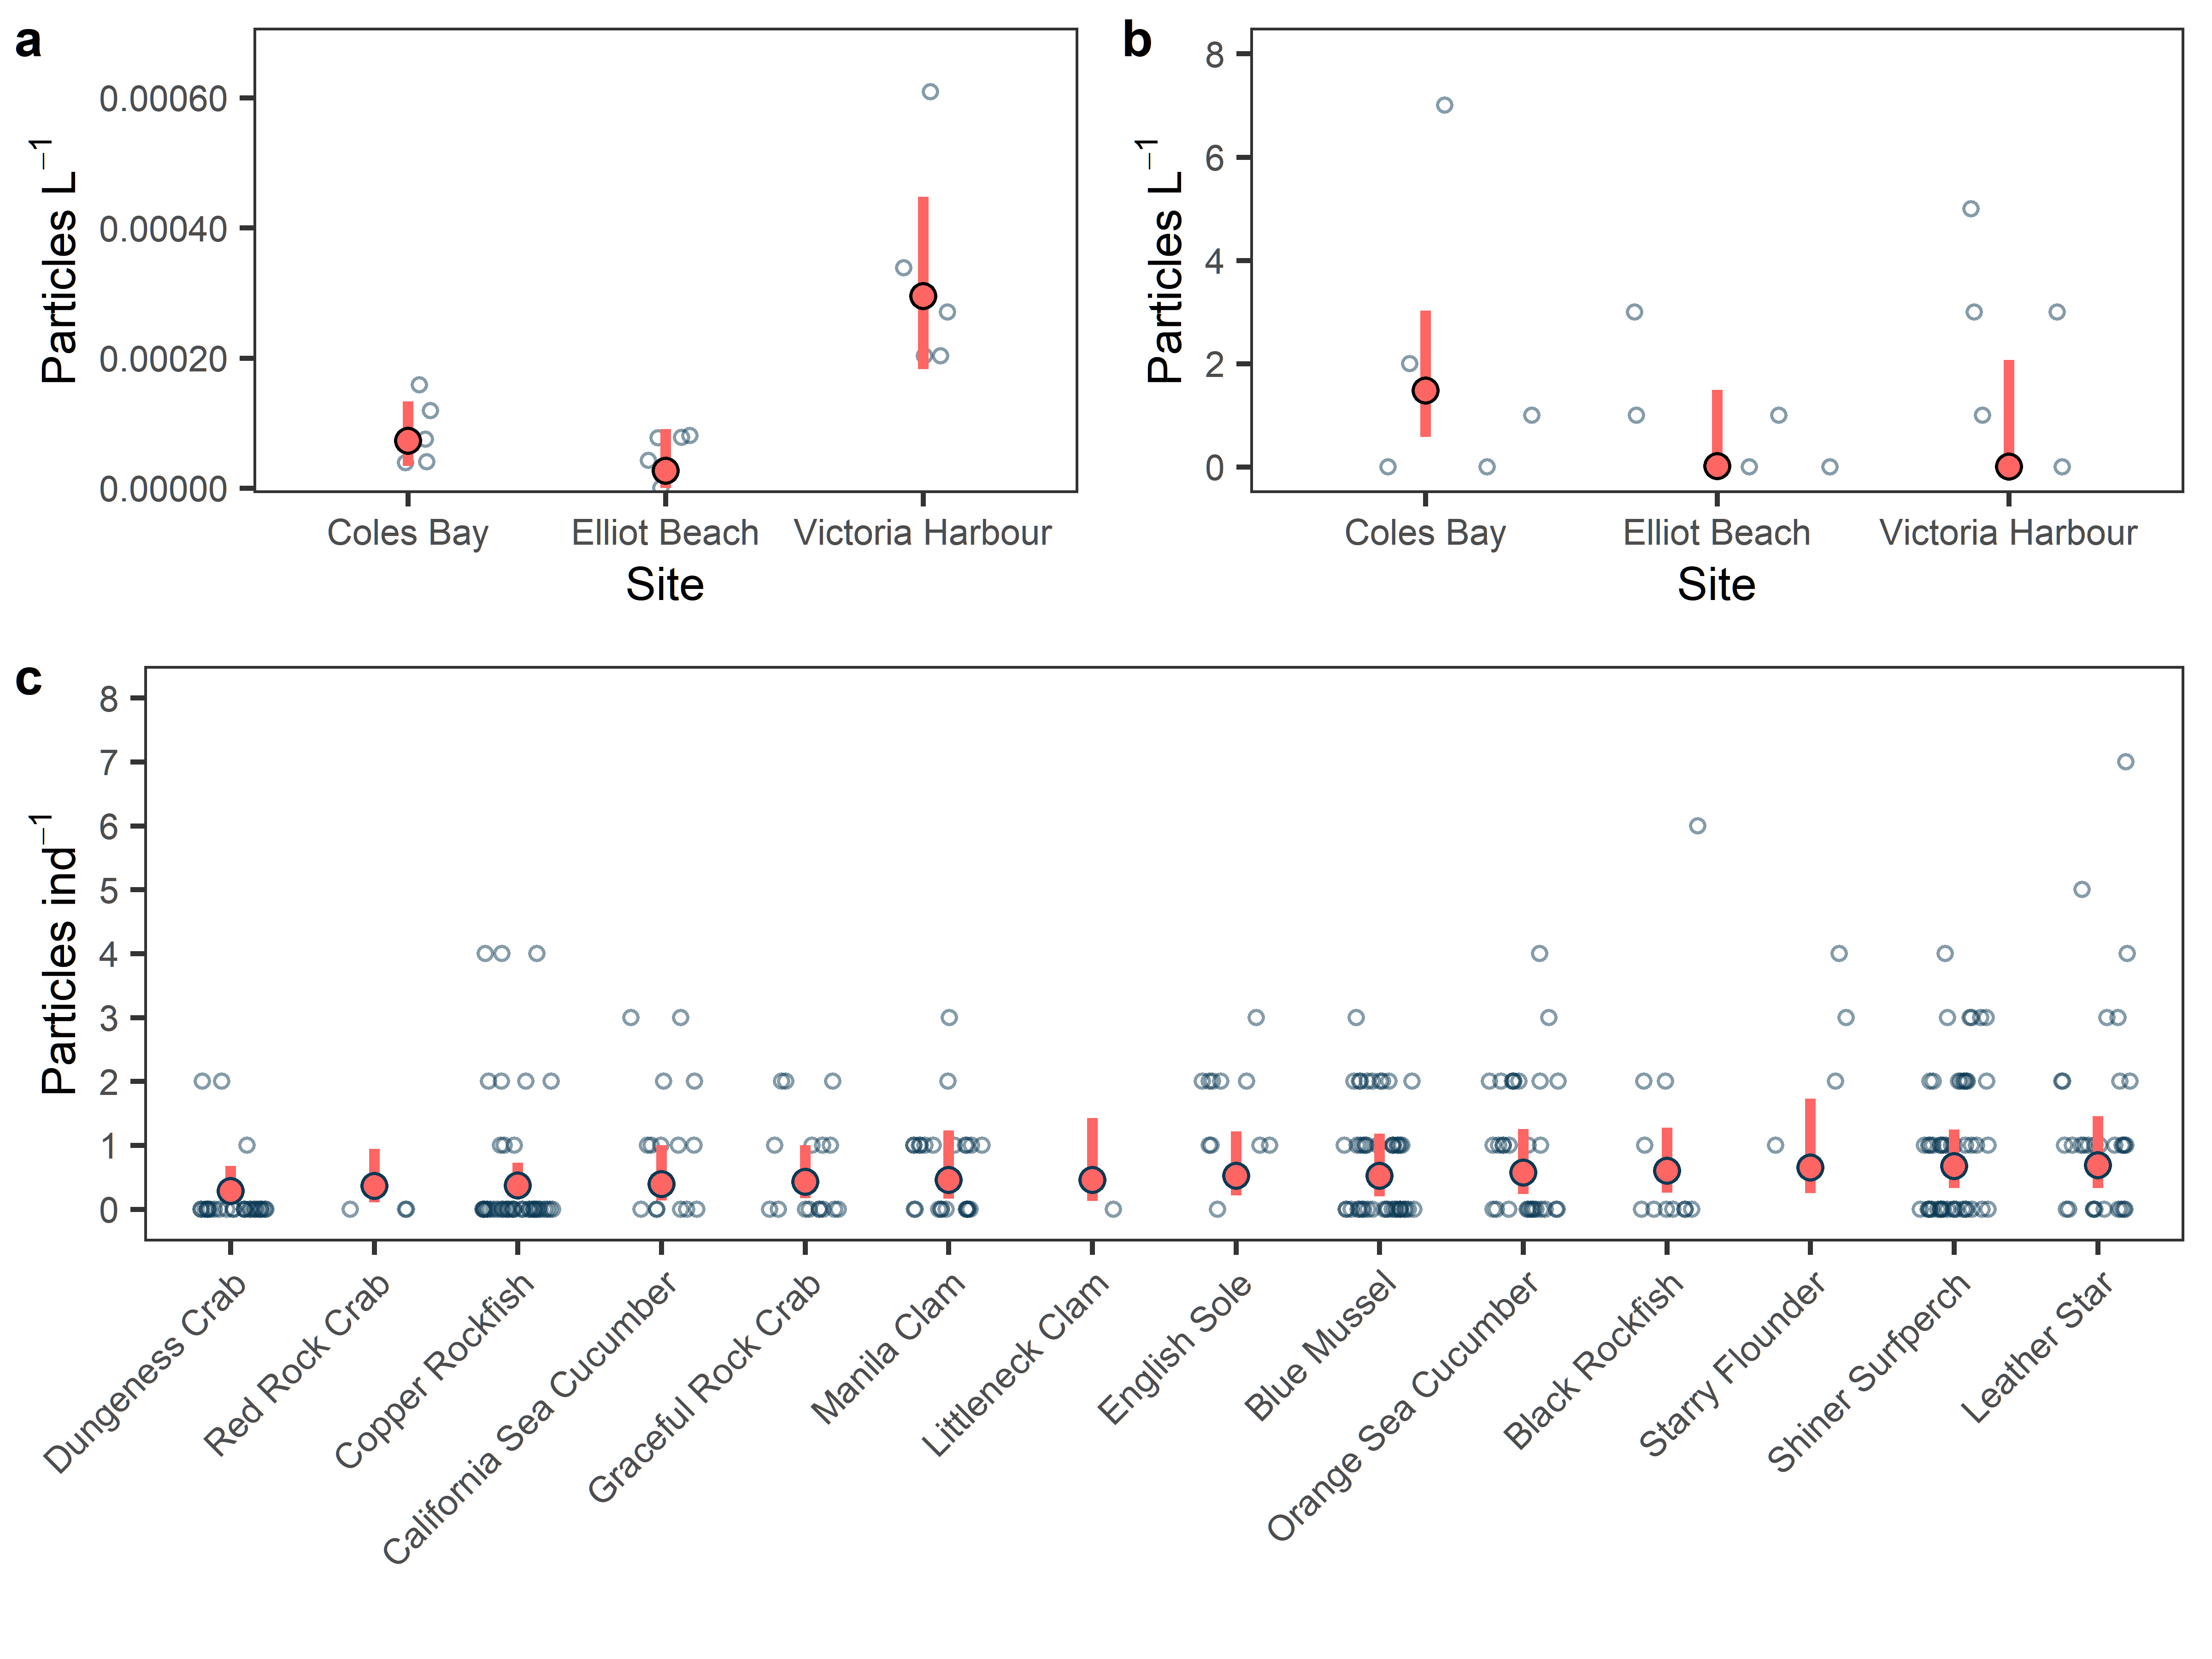 a
0.00060
0.00040
0.00020
0.00000
Particles L⁻¹
Coles Bay Elliot Beach Victoria Harbour
Site
b
8
6
4
2
0
Particles L⁻¹
Coles Bay Elliot Beach Victoria Harbour
Site
c
8
7
6
5
4
3
2
1
0
Particles ind⁻¹
Dungeness Crab
Red Rock Crab
Copper Rockfish
California Sea Cucumber
Graceful Rock Crab
Manila Clam
Littleneck Clam
English Sole
Blue Mussel
Orange Sea Cucumber
Black Rockfish
Starry Flounder
Shiner Surfperch
Leather Star